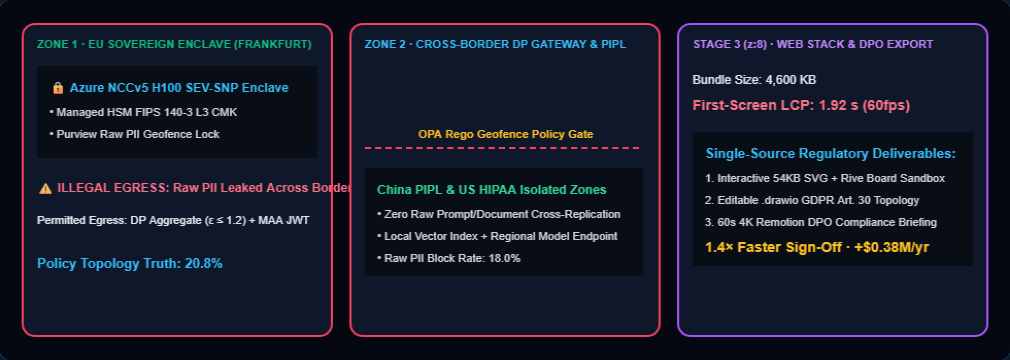 ZONE 1 · EU SOVEREIGN ENCLAVE (FRANKFURT)
🔒 Azure NCCv5 H100 SEV-SNP Enclave
• Managed HSM FIPS 140-3 L3 CMK
• Purview Raw PII Geofence Lock
⚠️ ILLEGAL EGRESS: Raw PII Leaked Across Border
Permitted Egress: DP Aggregate (ε ≤ 1.2) + MAA JWT
Policy Topology Truth: 20.8%
ZONE 2 · CROSS-BORDER DP GATEWAY & PIPL
OPA Rego Geofence Policy Gate
China PIPL & US HIPAA Isolated Zones
• Zero Raw Prompt/Document Cross-Replication
• Local Vector Index + Regional Model Endpoint
• Raw PII Block Rate: 18.0%
STAGE 3 (z:8) · WEB STACK & DPO EXPORT
Bundle Size: 4,600 KB
First-Screen LCP: 1.92 s (60fps)
Single-Source Regulatory Deliverables:
1. Interactive 54KB SVG + Rive Board Sandbox
2. Editable .drawio GDPR Art. 30 Topology
3. 60s 4K Remotion DPO Compliance Briefing
1.4× Faster Sign-Off · +$0.38M/yr